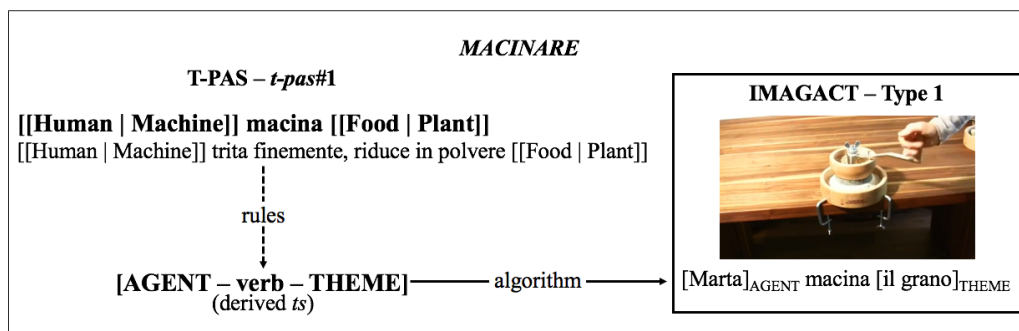 MACINARE
T-PAS – t-pas#1
[[Human | Machine]] macina [[Food | Plant]]
[[Human | Machine]] trita finemente, riduce in polvere [[Food | Plant]]
rules
[AGENT – verb – THEME]
(derived ts)
algorithm
IMAGACT – Type 1
[Marta]AGENT macina [il grano]THEME